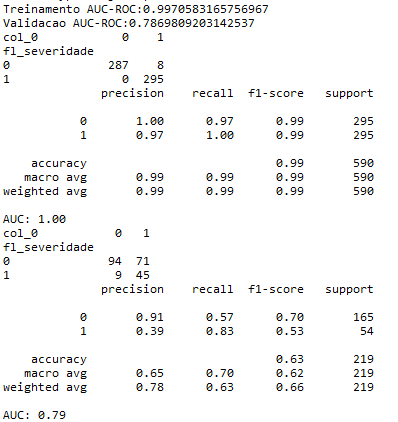 Treinamento AUC-ROC:0.9970583165756967
Validacao AUC-ROC:0.7869809203142537
col_0 0 1
fl_severidade
0 287 8
1 0 295
precision recall f1-score support
0 1.00 0.97 0.99 295
1 0.97 1.00 0.99 295
accuracy 0.99 590
macro avg 0.99 0.99 0.99 590
weighted avg 0.99 0.99 0.99 590
AUC: 1.00
col_0 0 1
fl_severidade
0 94 71
1 9 45
precision recall f1-score support
0 0.91 0.57 0.70 165
1 0.39 0.83 0.53 54
accuracy 0.63 219
macro avg 0.65 0.70 0.62 219
weighted avg 0.78 0.63 0.66 219
AUC: 0.79